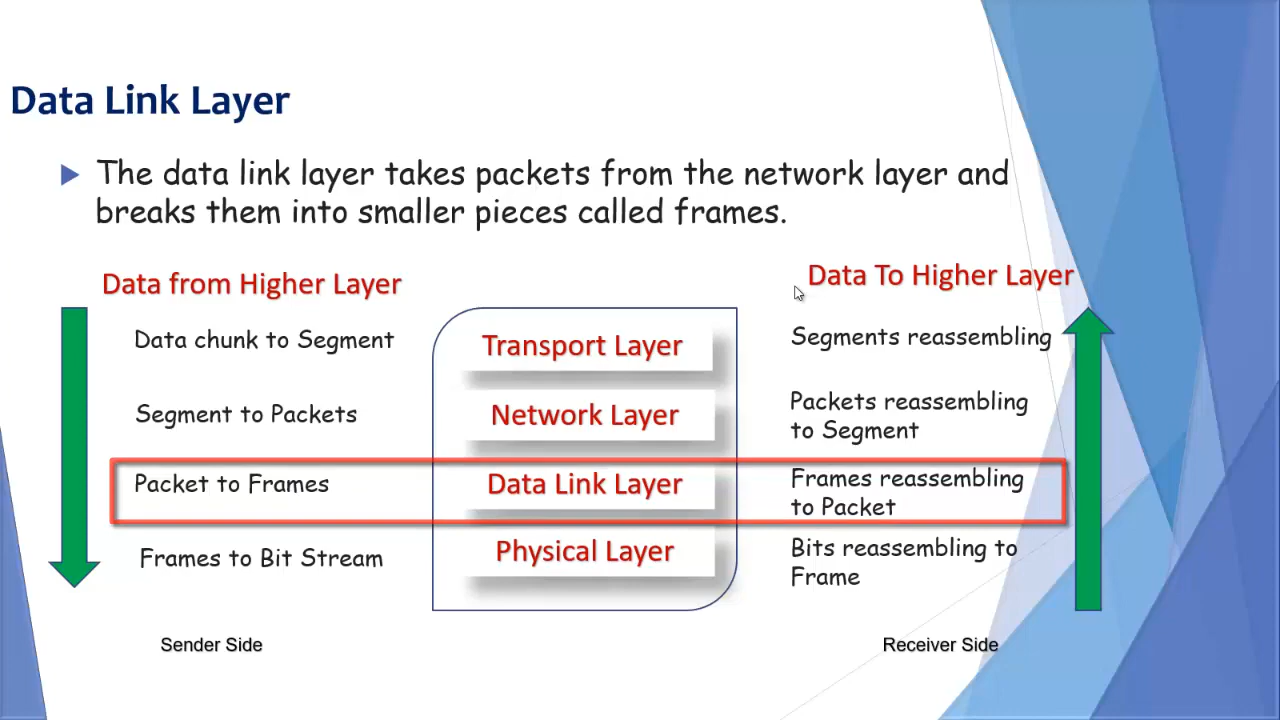 Data Link Layer
The data link layer takes packets from the network layer and
breaks them into smaller pieces called frames.
Data from Higher Layer
Data To Higher Layer
Data chunk to Segment
Transport Layer
Segments reassembling
Segment to Packets
Network Layer
Packets reassembling
to Segment
Packet to Frames
Data Link Layer
Frames reassembling
to Packet
Frames to Bit Stream
Physical Layer
Bits reassembling to
Frame
Sender Side
Receiver Side